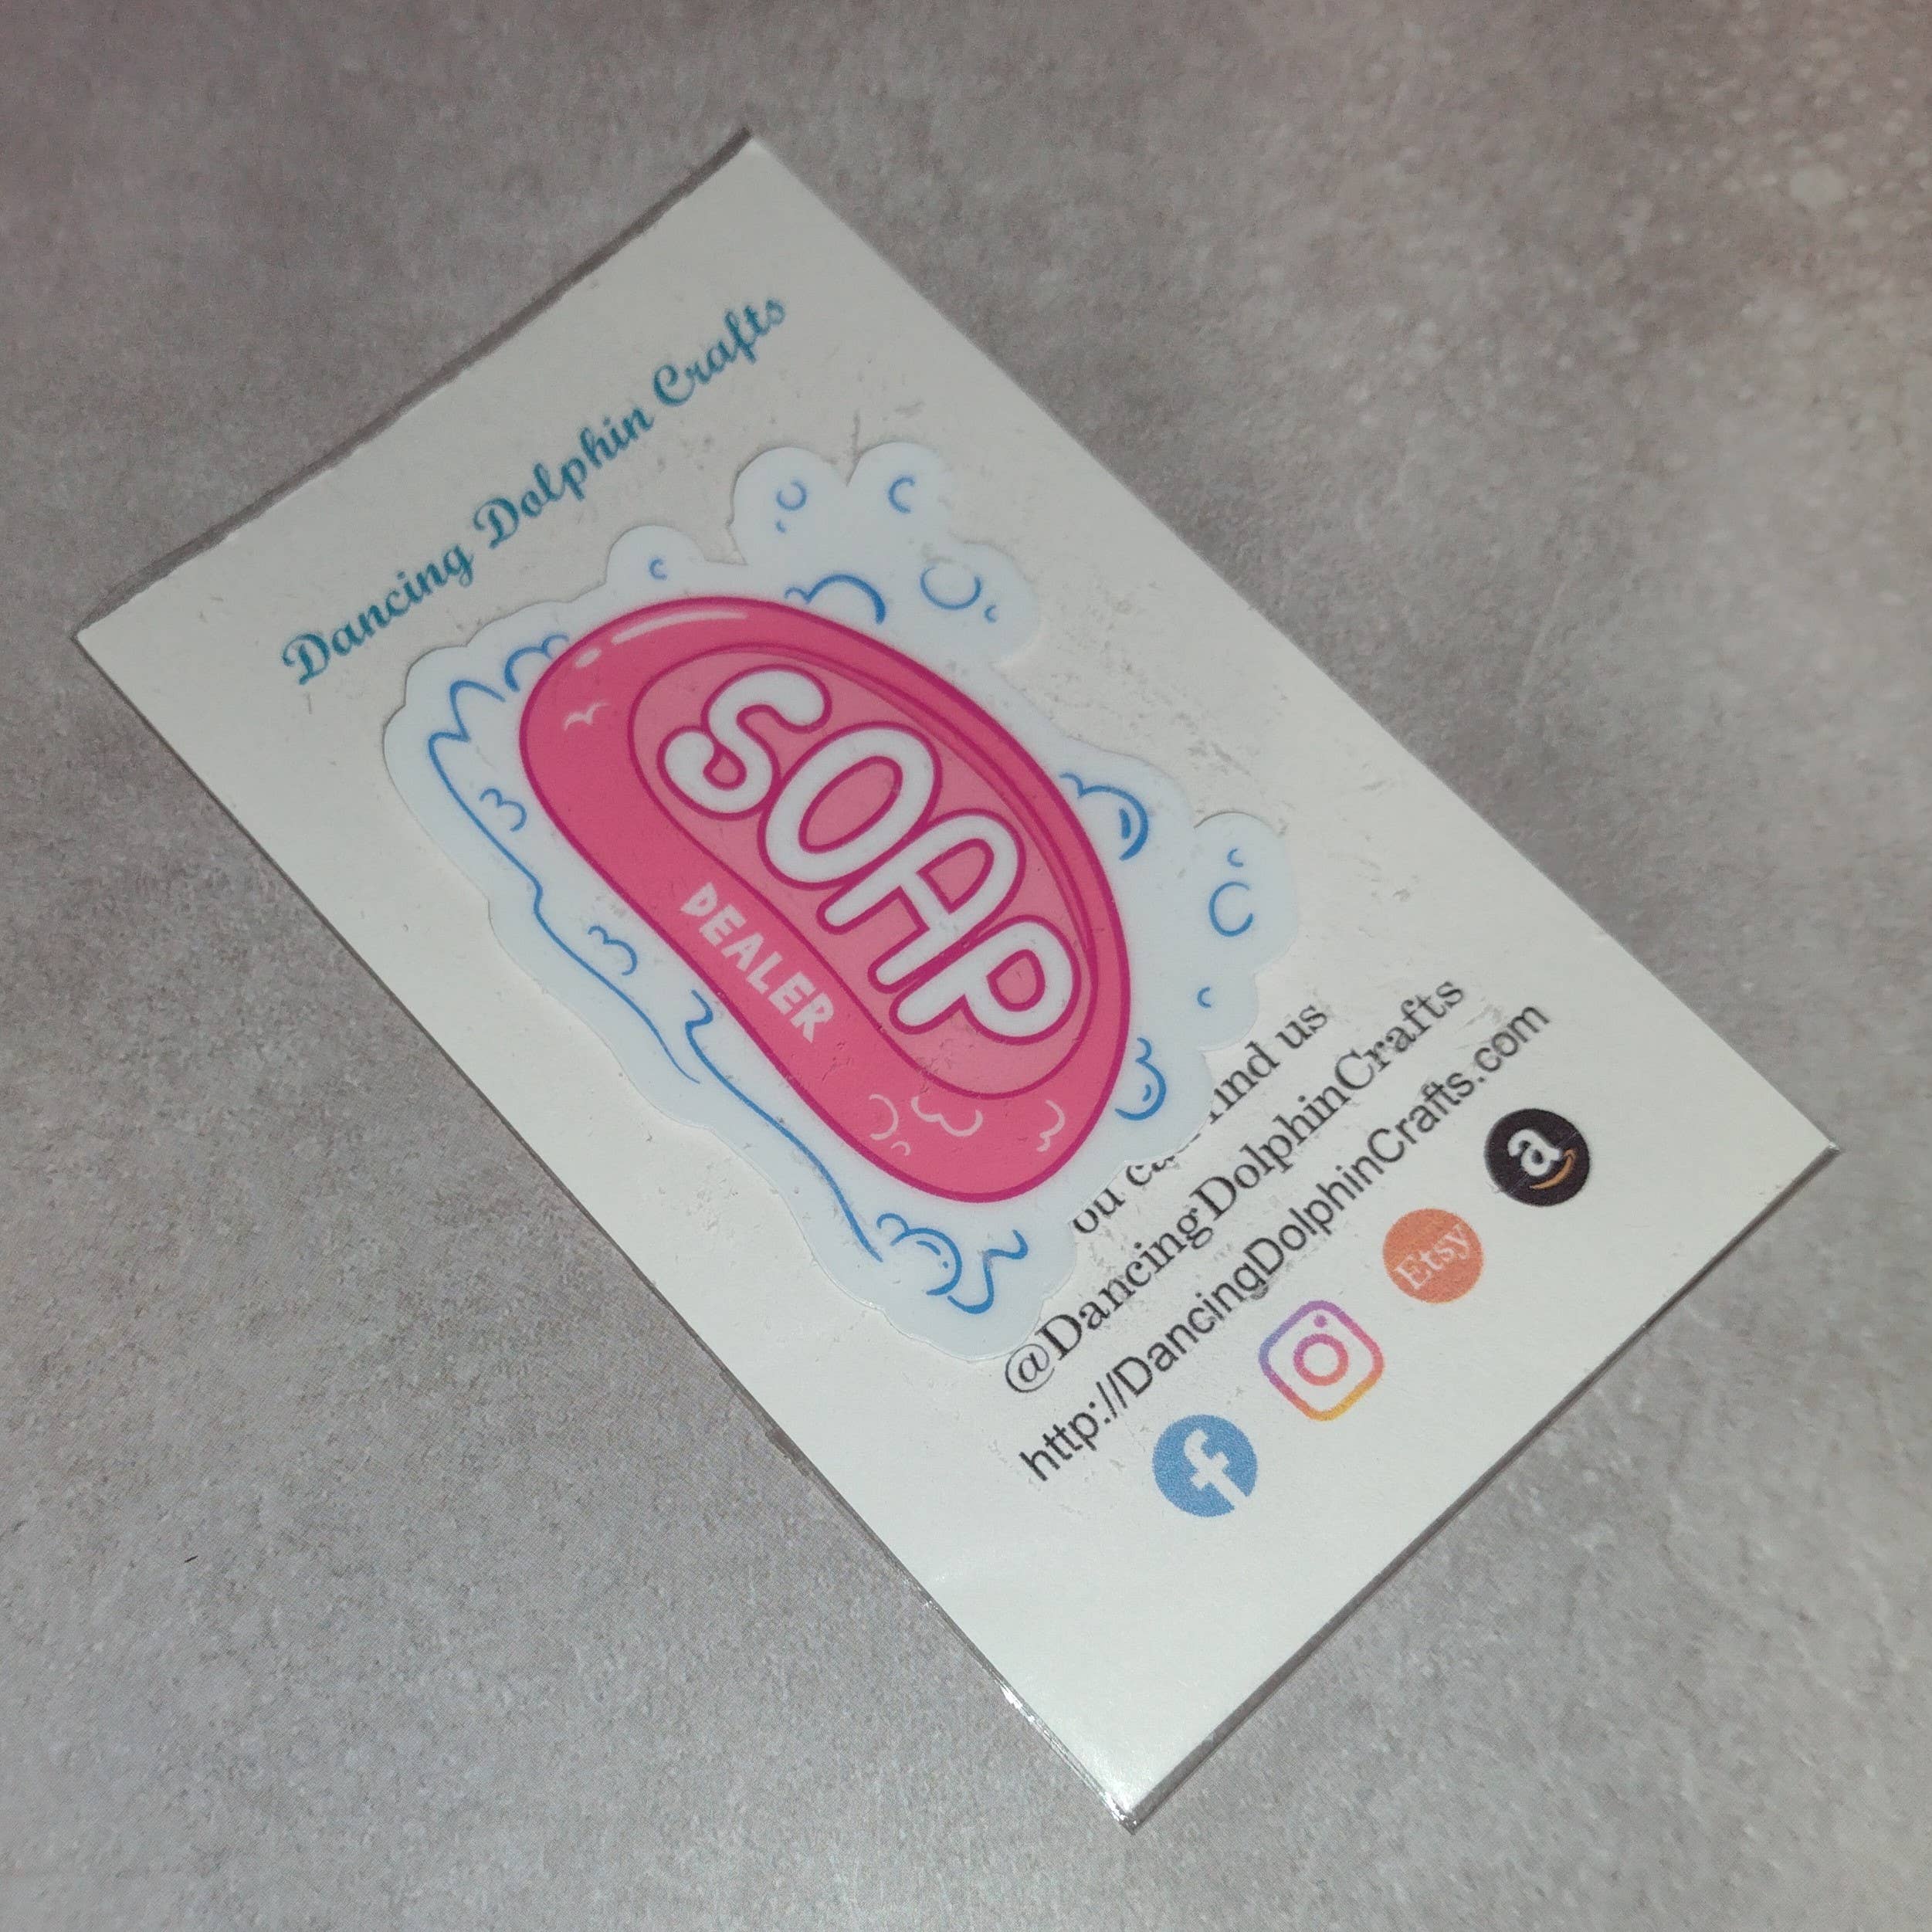 Dancing Dolphin Crafts
SOAP
DEALER
find us
@DancingDolphinCrafts
http://DancingDolphinCrafts.com
f
Etsy
a